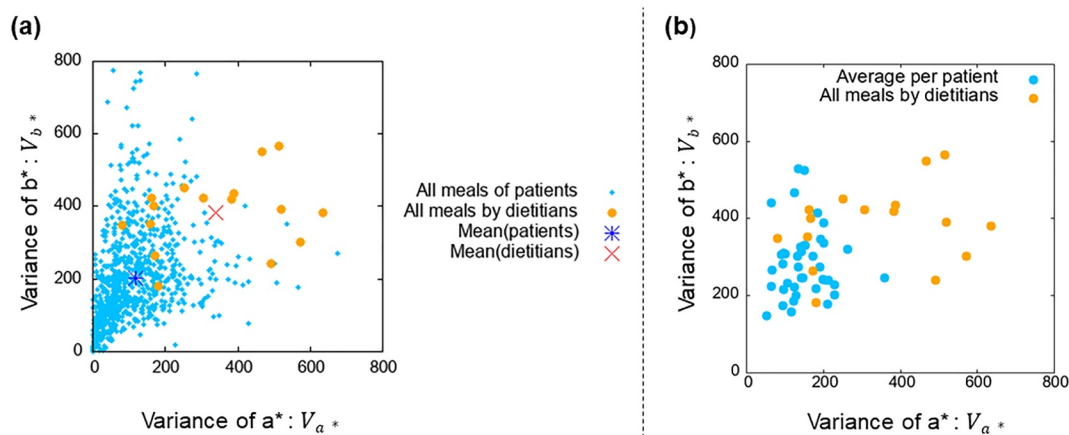 (a)
800
600
400
200
0
0
200
400
600
800
Variance of b* : V_b*
Variance of a* : V_a*
All meals of patients
All meals by dietitians
Mean(patients)
Mean(dietitians)
(b)
800
600
400
200
0
0
200
400
600
800
Variance of b* : V_b*
Variance of a* : V_a*
Average per patient
All meals by dietitians